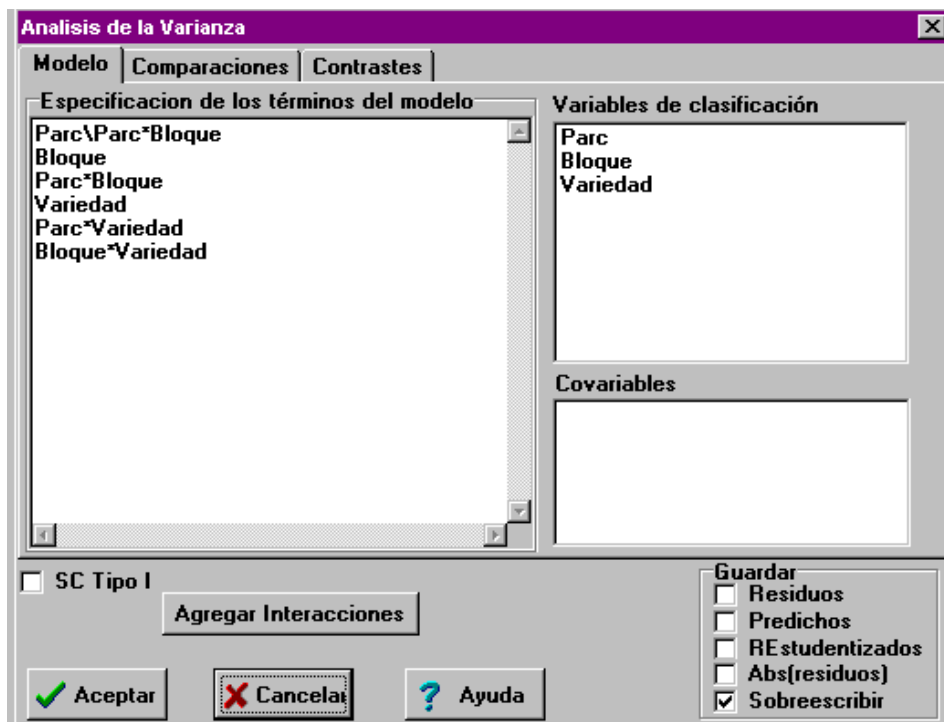 Analisis de la Varianza
Modelo
Comparaciones
Contrastes
Especificacion de los términos del modelo
Parc\Parc*Bloque
Bloque
Parc*Bloque
Variedad
Parc*Variedad
Bloque*Variedad
Variables de clasificación
Parc
Bloque
Variedad
Covariables
SC Tipo I
Agregar Interacciones
Guardar
Residuos
Predichos
REstudentizados
Abs(residuos)
Sobreescribir
Aceptar
Cancelar
? Ayuda